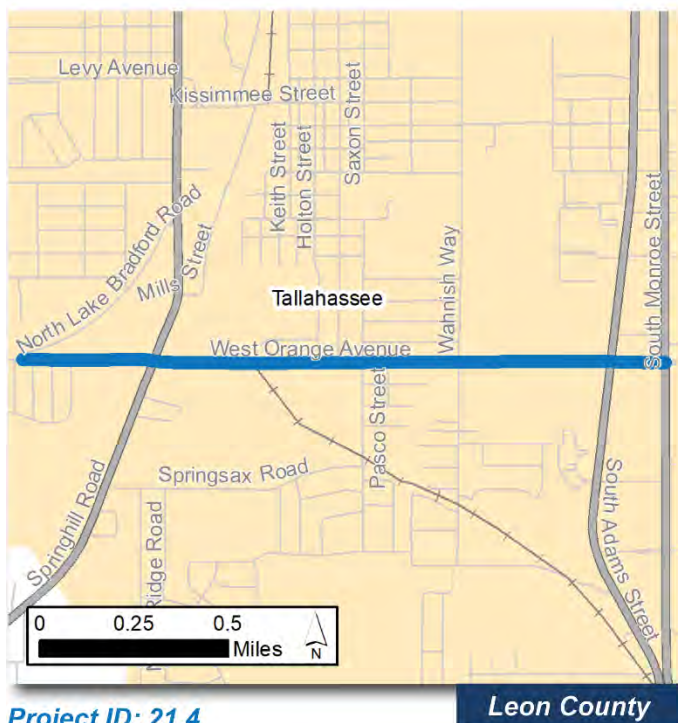 Levy Avenue
Kissimmee Street
Saxon Street
Keith Street
Holton Street
North Lake Bradford Road
Mills Street
Wahnish Way
South Monroe Street
Tallahassee
West Orange Avenue
Pasco Street
Springsax Road
Springhill Road
Ridge Road
South Adams Street
0 0.25 0.5
Miles
N
Project ID: 21.4
Leon County